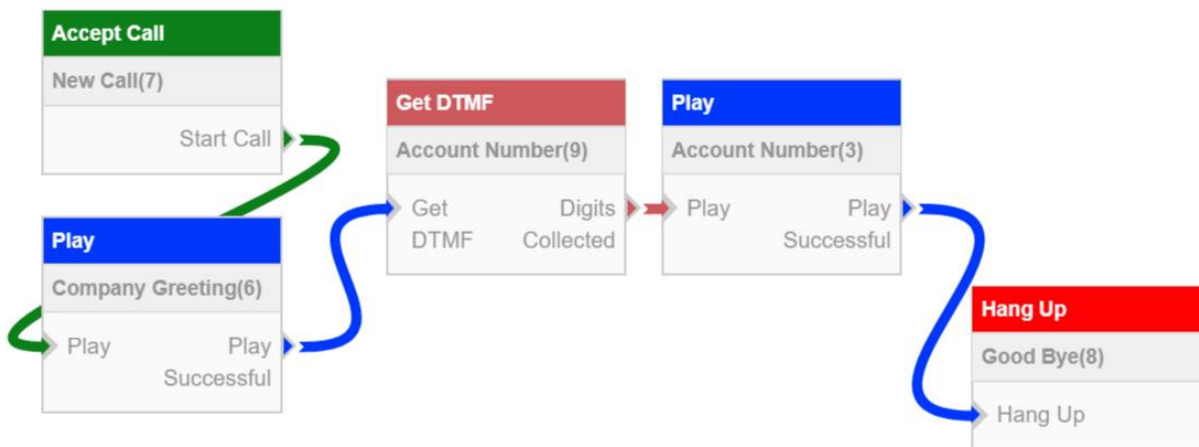 Accept Call
New Call(7)
Start Call
Play
Company Greeting(6)
Play Play
Successful
Get DTMF
Account Number(9)
Get Digits
DTMF Collected
Play
Account Number(3)
Play Play
Successful
Hang Up
Good Bye(8)
Hang Up